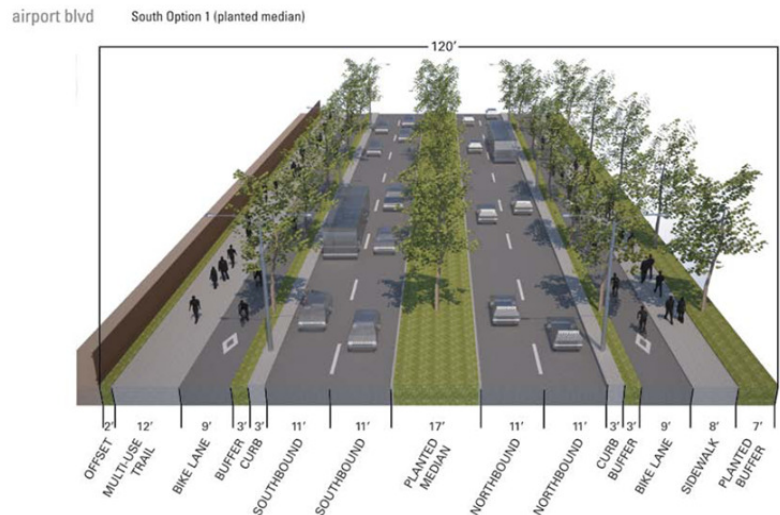 airport blvd
South Option 1 (planted median)
120'
2'
12'
9'
3'
3'
11'
11'
17'
11'
11'
3'
3'
9'
8'
7'
OFFSET
MULTI-USE
TRAIL
BIKE LANE
BUFFER
CURB
SOUTHBOUND
SOUTHBOUND
PLANTED
MEDIAN
NORTHBOUND
NORTHBOUND
CURB
BUFFER
BIKE LANE
SIDEWALK
PLANTED
BUFFER